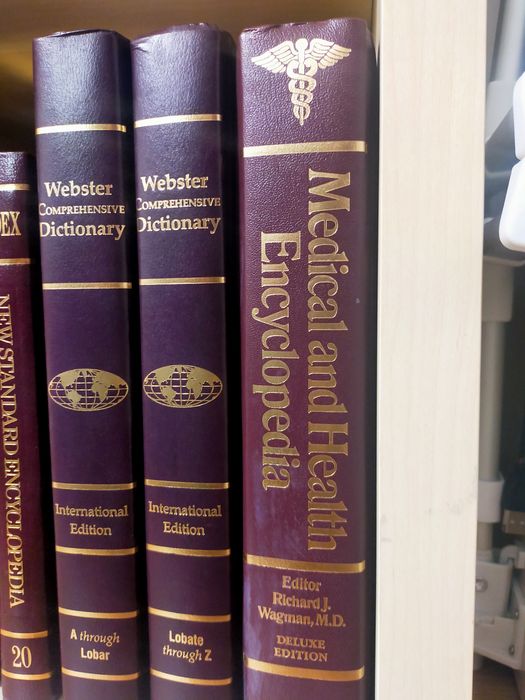 DEX
NEW STANDARD ENCYCLOPEDIA
20
Webster
COMPREHENSIVE
Dictionary
International
Edition
A through
Lobar
Webster
COMPREHENSIVE
Dictionary
International
Edition
Lobate
through Z
Medical and Health
Encyclopedia
Editor
Richard J.
Wagman, M.D.
DELUXE
EDITION